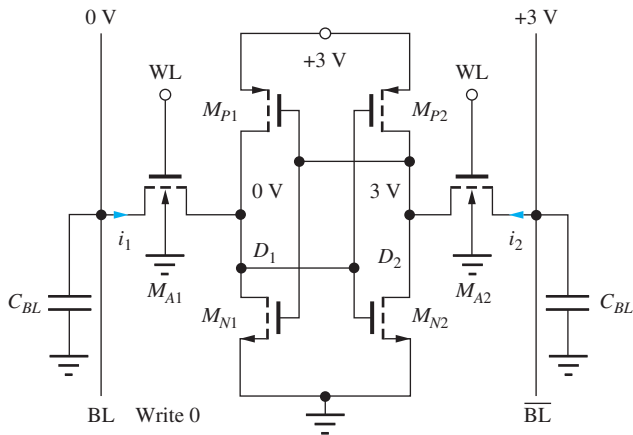 0 V
+3 V
+3 V
WL
WL
M_P1
M_P2
0 V
3 V
i_1
i_2
D_1
D_2
M_A1
M_A2
C_BL
C_BL
M_N1
M_N2
BL
Write 0
B̅L̅